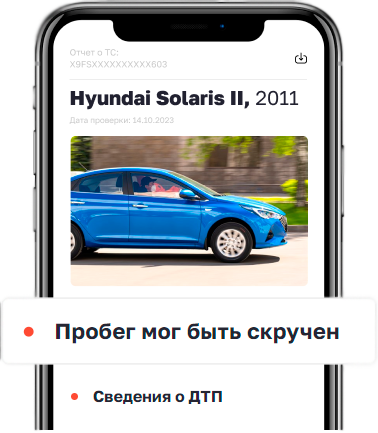 Отчет о ТС:
X9FSXXXXXXXXXX603
Hyundai Solaris II, 2011
Дата проверки: 14.10.2023
Пробег мог быть скручен
Сведения о ДТП